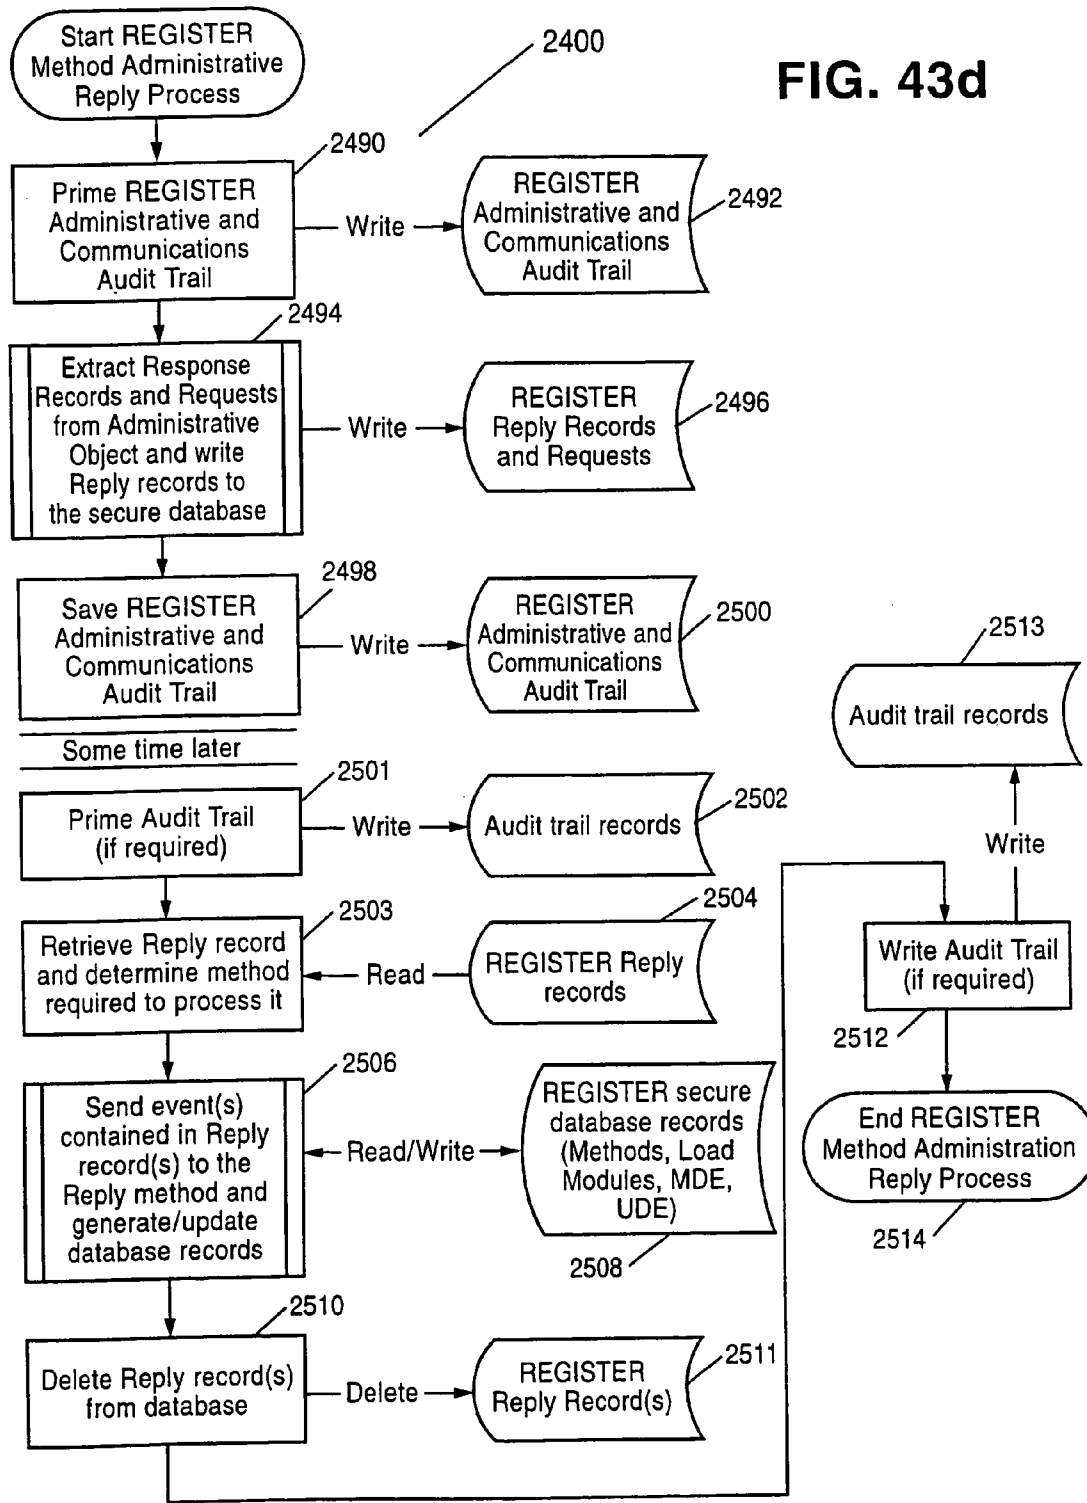 Start REGISTER
Method Administrative
Reply Process
2400
FIG. 43d
2490
Prime REGISTER
Administrative and
Communications
Audit Trail
Write
REGISTER
Administrative and
Communications
Audit Trail
2492
2494
Extract Response
Records and Requests
from Administrative
Object and write
Reply records to
the secure database
Write
REGISTER
Reply Records
and Requests
2496
2498
Save REGISTER
Administrative and
Communications
Audit Trail
Write
REGISTER
Administrative and
Communications
Audit Trail
2500
Some time later
2501
Prime Audit Trail
(if required)
Write
Audit trail records
2502
2503
Retrieve Reply record
and determine method
required to process it
Read
REGISTER Reply
records
2504
2506
Send event(s)
contained in Reply
record(s) to the
Reply method and
generate/update
database records
Read/Write
REGISTER secure
database records
(Methods, Load
Modules, MDE,
UDE)
2508
2510
Delete Reply record(s)
from database
Delete
REGISTER
Reply Record(s)
2511
2513
Audit trail records
Write
Write Audit Trail
(if required)
2512
End REGISTER
Method Administration
Reply Process
2514